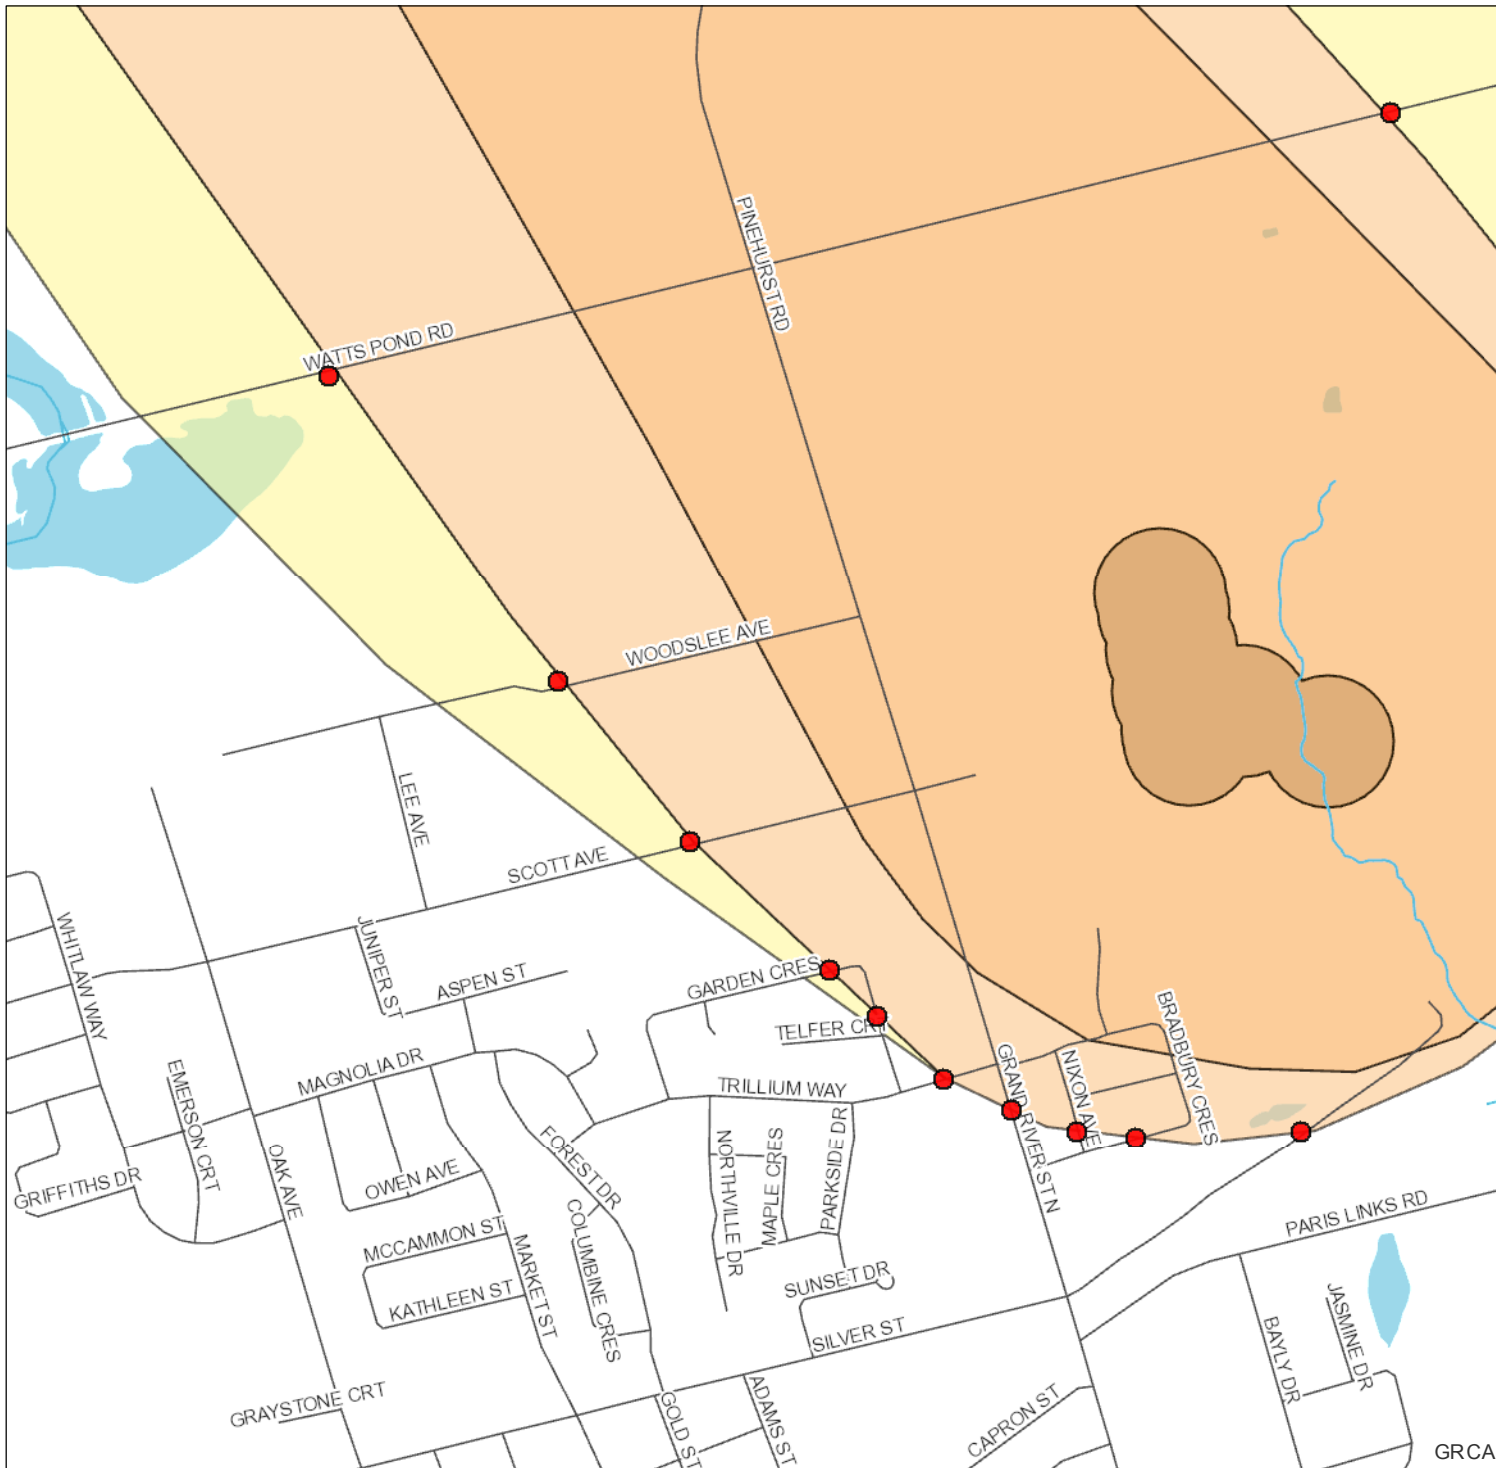 PINEHURST RD
WATTS POND RD
WOODSLEE AVE
LEE AVE
SCOTT AVE
WHITLAW WAY
JUNIPER ST
ASPEN ST
GARDEN CRES
TELFER CRT
BRADBURY CRES
NIXON AVE
GRAND RIVER ST N
MAGNOLIA DR
TRILLIUM WAY
EMERSON CRT
OAK AVE
FOREST DR
NORTHVILLE DR
MAPLE CRES
PARKSIDE DR
GRIFFITHS DR
OWEN AVE
COLUMBINE CRES
MCCAMMON ST
MARKET ST
PARIS LINKS RD
SUNSET DR
KATHLEEN ST
SILVER ST
JASMINE DR
BAYLY DR
GRAYSTONE CRT
GOLD ST
ADAMS ST
CAPRON ST
GRCA